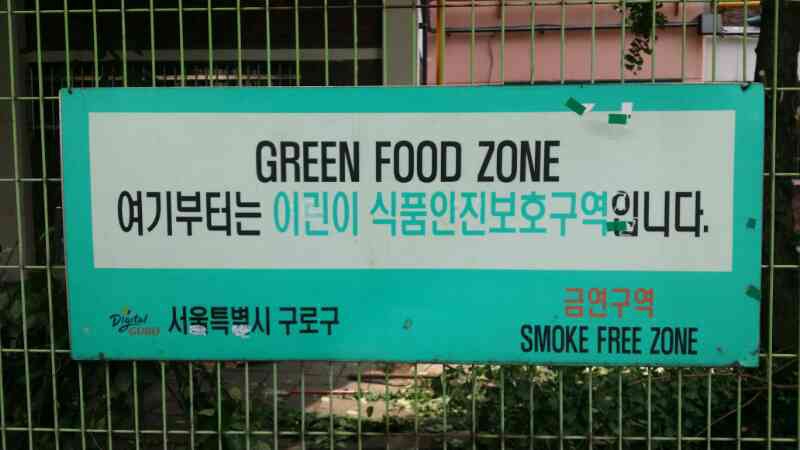 GREEN FOOD ZONE
여기부터는 어린이 식품안진보호구역입니다.
Digital GURO 서울특별시 구로구
금연구역
SMOKE FREE ZONE